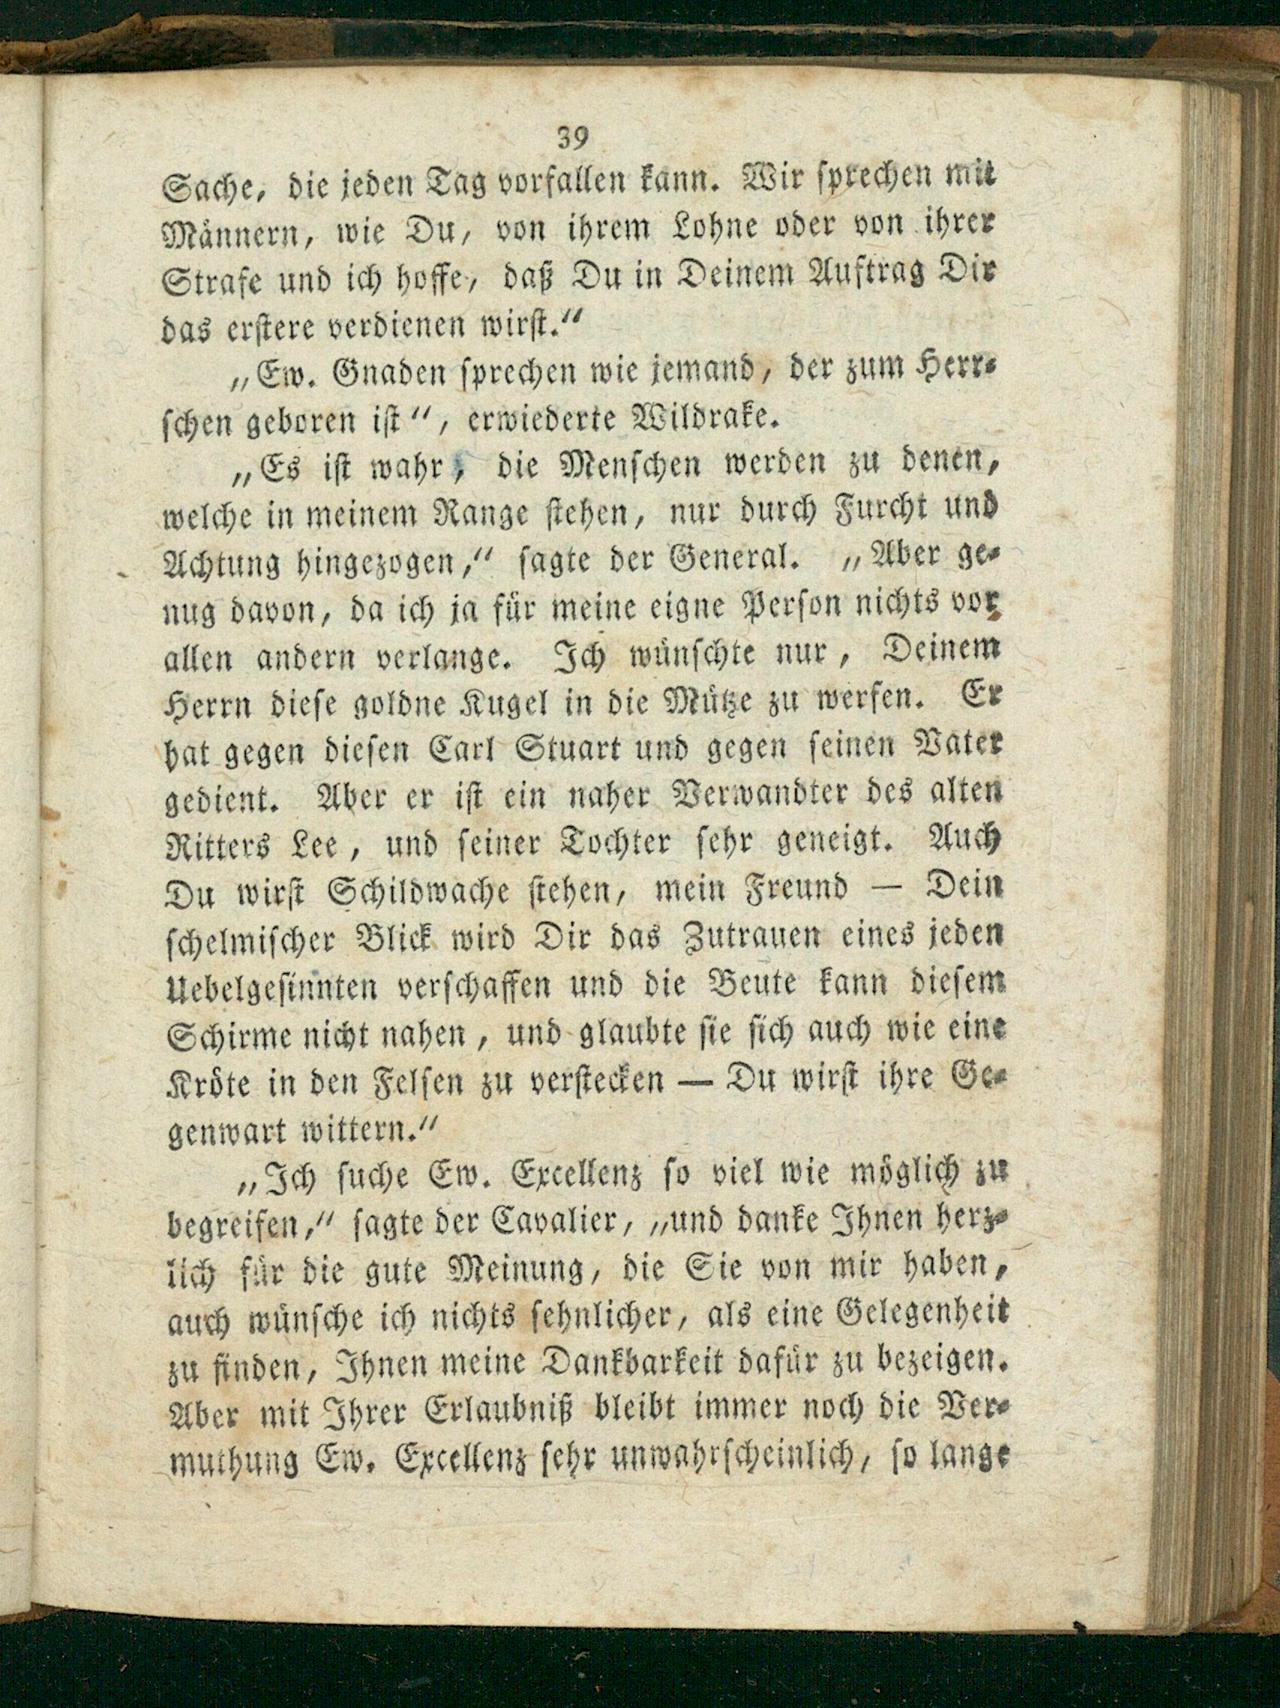 39
Sache, die jeden Tag vorfallen kann. Wir sprechen mit
Männern, wie Du, von ihrem Lohne oder von ihrer
Strafe und ich hoffe, daß Du in Deinem Auftrag Dir
das erstere verdienen wirst.“
„Ew. Gnaden sprechen wie jemand, der zum Herr-
schen geboren ist“, erwiederte Wildrake.
„Es ist wahr, die Menschen werden zu denen,
welche in meinem Range stehen, nur durch Furcht und
Achtung hingezogen,“ sagte der General. „Aber ge-
nug davon, da ich ja für meine eigne Person nichts vor
allen andern verlange. Ich wünschte nur, Deinem
Herrn diese goldne Kugel in die Mütze zu werfen. Er
hat gegen diesen Carl Stuart und gegen seinen Vater
gedient. Aber er ist ein naher Verwandter des alten
Ritters Lee, und seiner Tochter sehr geneigt. Auch
Du wirst Schildwache stehen, mein Freund — Dein
schelmischer Blick wird Dir das Zutrauen eines jeden
Uebelgesinnten verschaffen und die Beute kann diesem
Schirme nicht nahen, und glaubte sie sich auch wie eine
Kröte in den Felsen zu verstecken — Du wirst ihre Ge-
genwart wittern.“
„Ich suche Ew. Excellenz so viel wie möglich zu
begreifen,“ sagte der Cavalier, „und danke Ihnen herz-
lich für die gute Meinung, die Sie von mir haben,
auch wünsche ich nichts sehnlicher, als eine Gelegenheit
zu finden, Ihnen meine Dankbarkeit dafür zu bezeigen.
Aber mit Ihrer Erlaubniß bleibt immer noch die Ver-
muthung Ew. Excellenz sehr unwahrscheinlich, so lange